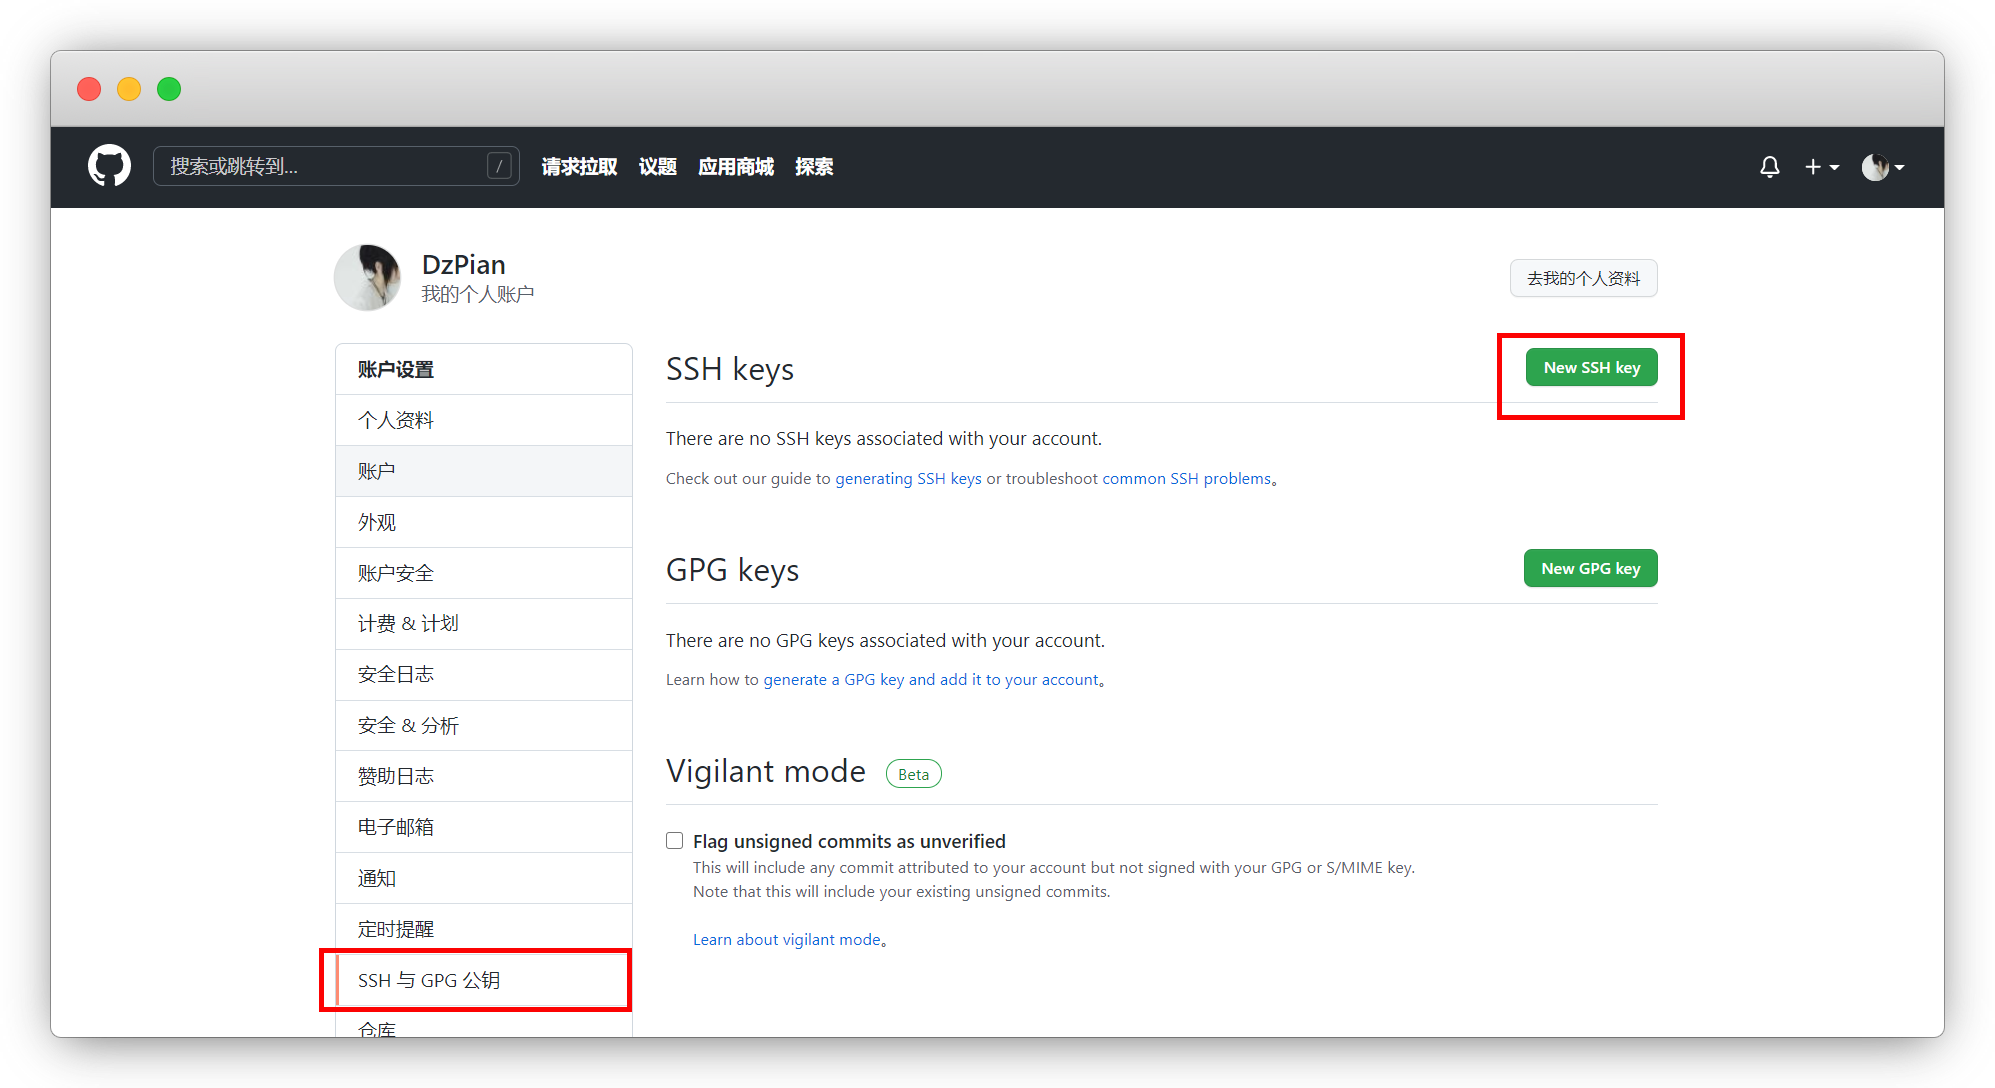 搜索或跳转到... / 请求拉取 议题 应用商城 探索
DzPian
我的个人账户
去我的个人资料
账户设置
个人资料
账户
外观
账户安全
计费 & 计划
安全日志
安全 & 分析
赞助日志
电子邮箱
通知
定时提醒
SSH 与 GPG 公钥
仓库
SSH keys
New SSH key
There are no SSH keys associated with your account.
Check out our guide to generating SSH keys or troubleshoot common SSH problems。
GPG keys
New GPG key
There are no GPG keys associated with your account.
Learn how to generate a GPG key and add it to your account。
Vigilant mode Beta
Flag unsigned commits as unverified
This will include any commit attributed to your account but not signed with your GPG or S/MIME key.
Note that this will include your existing unsigned commits.
Learn about vigilant mode。